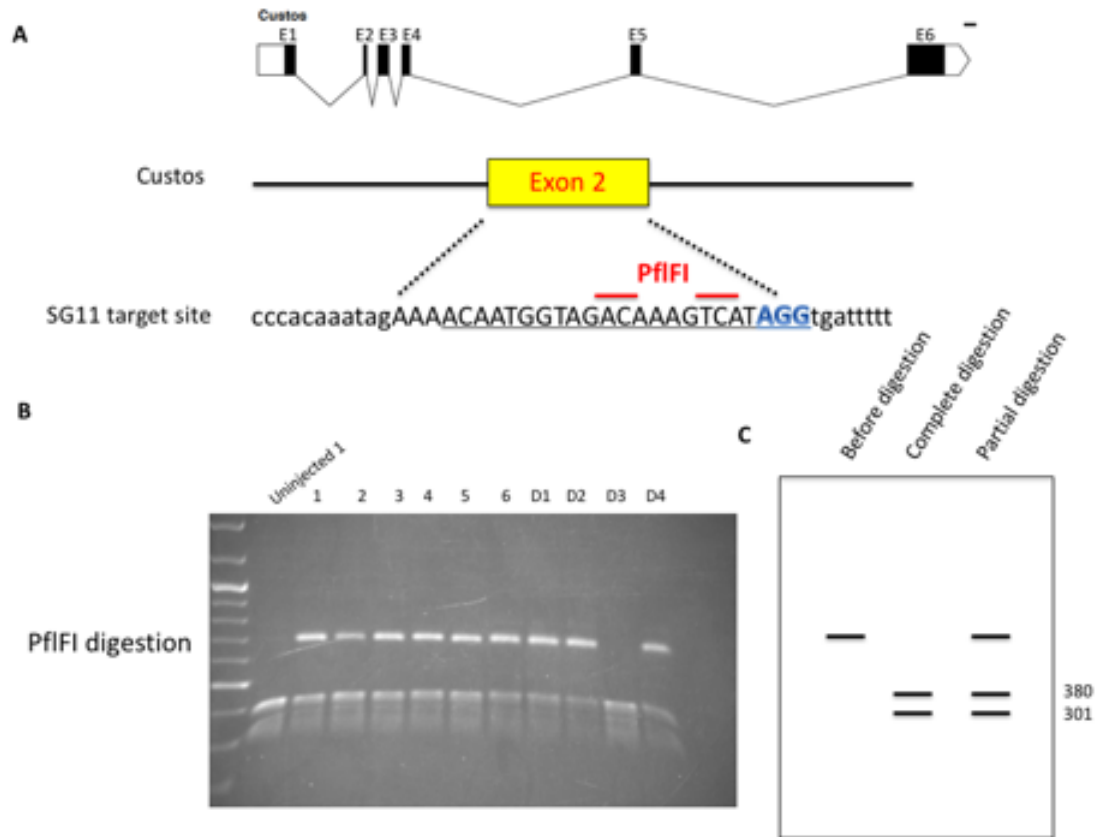 A
Custos
E1 E2 E3 E4 E5 E6
Custos
Exon 2
PflFI
SG11 target site
cccacaaatagAAAACAATGGTAGACAAAGTCATAGGtgattttt
B
Uninjected 1
1 2 3 4 5 6 D1 D2 D3 D4
PflFI digestion
C
Before digestion
Complete digestion
Partial digestion
380
301